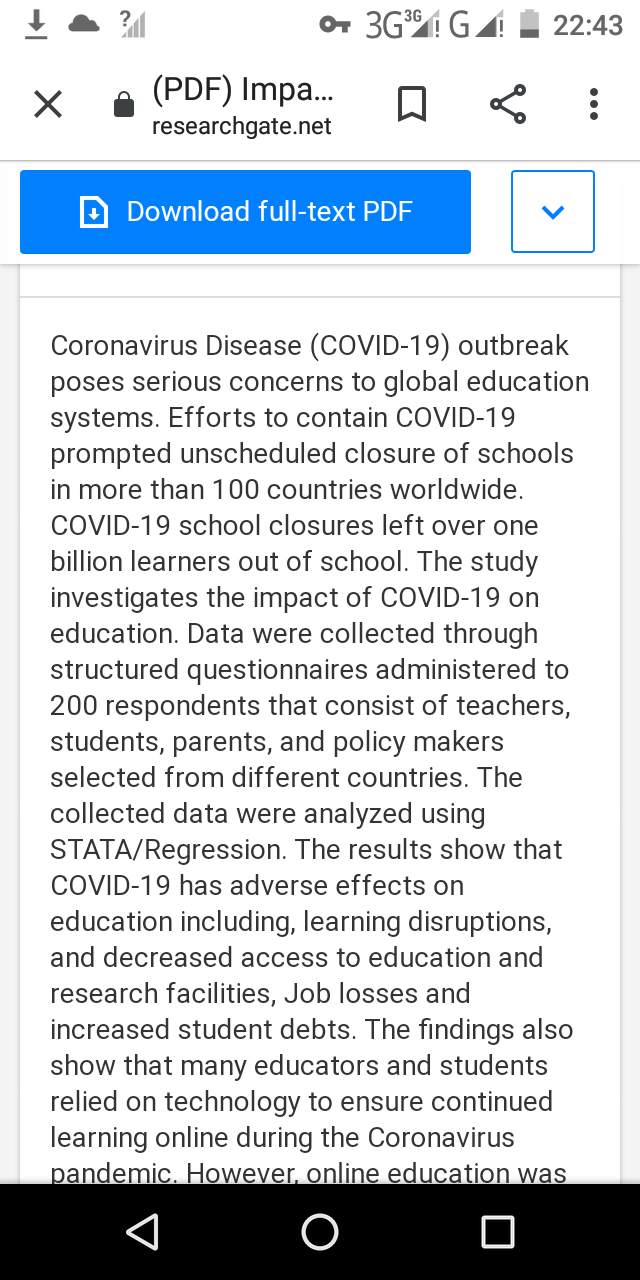 ? 3G 3G ! G ! 22:43
(PDF) Impa...
researchgate.net
Download full-text PDF
Coronavirus Disease (COVID-19) outbreak
poses serious concerns to global education
systems. Efforts to contain COVID-19
prompted unscheduled closure of schools
in more than 100 countries worldwide.
COVID-19 school closures left over one
billion learners out of school. The study
investigates the impact of COVID-19 on
education. Data were collected through
structured questionnaires administered to
200 respondents that consist of teachers,
students, parents, and policy makers
selected from different countries. The
collected data were analyzed using
STATA/Regression. The results show that
COVID-19 has adverse effects on
education including, learning disruptions,
and decreased access to education and
research facilities, Job losses and
increased student debts. The findings also
show that many educators and students
relied on technology to ensure continued
learning online during the Coronavirus
pandemic. However, online education was